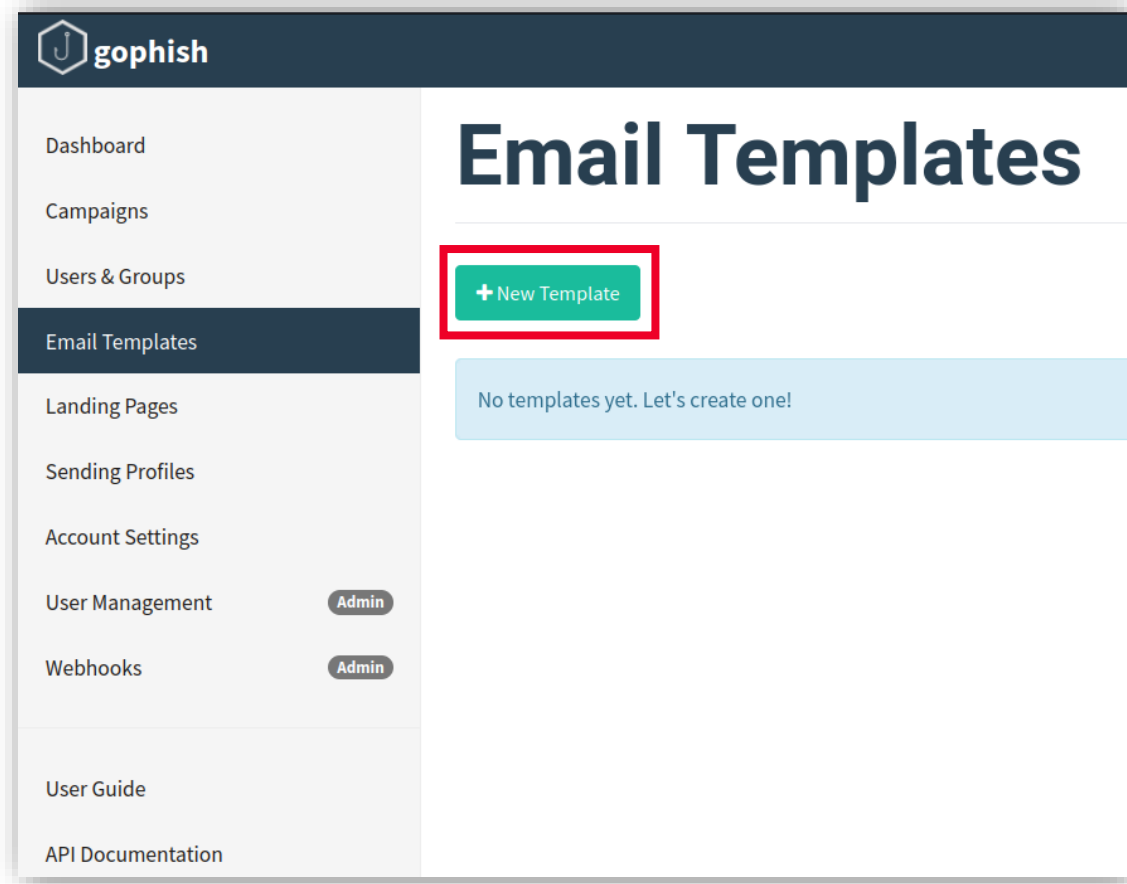 gophish
Dashboard
Campaigns
Users & Groups
Email Templates
Landing Pages
Sending Profiles
Account Settings
User Management Admin
Webhooks Admin
User Guide
API Documentation
Email Templates
New Template
No templates yet. Let's create one!